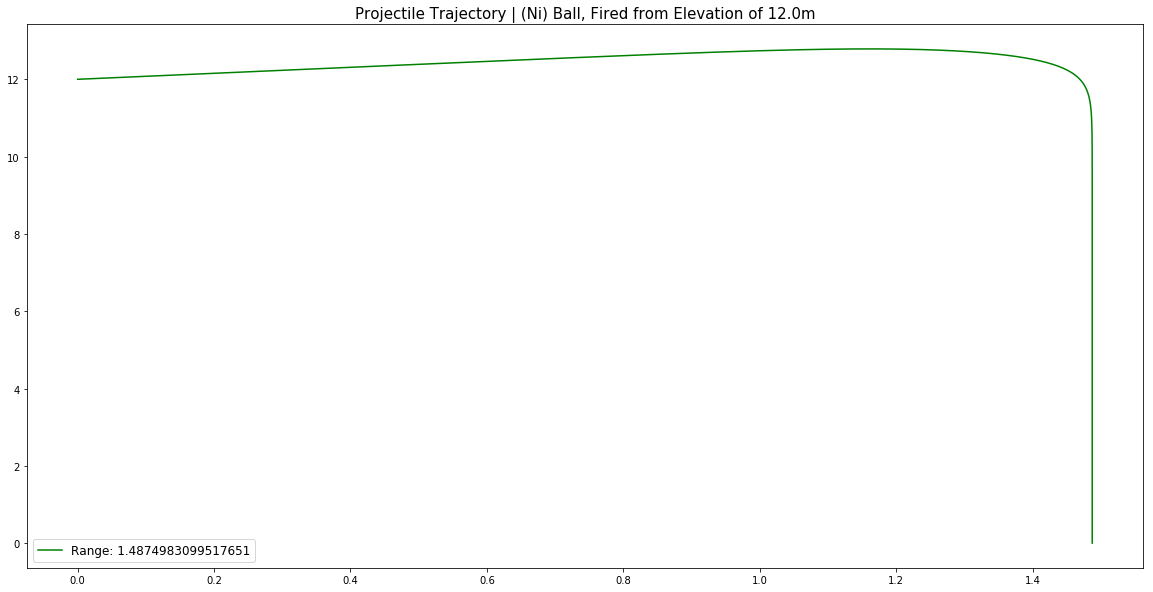 Projectile Trajectory | (Ni) Ball, Fired from Elevation of 12.0m
12
10
8
6
4
2
0
Range: 1.4874983099517651
0.0 0.2 0.4 0.6 0.8 1.0 1.2 1.4